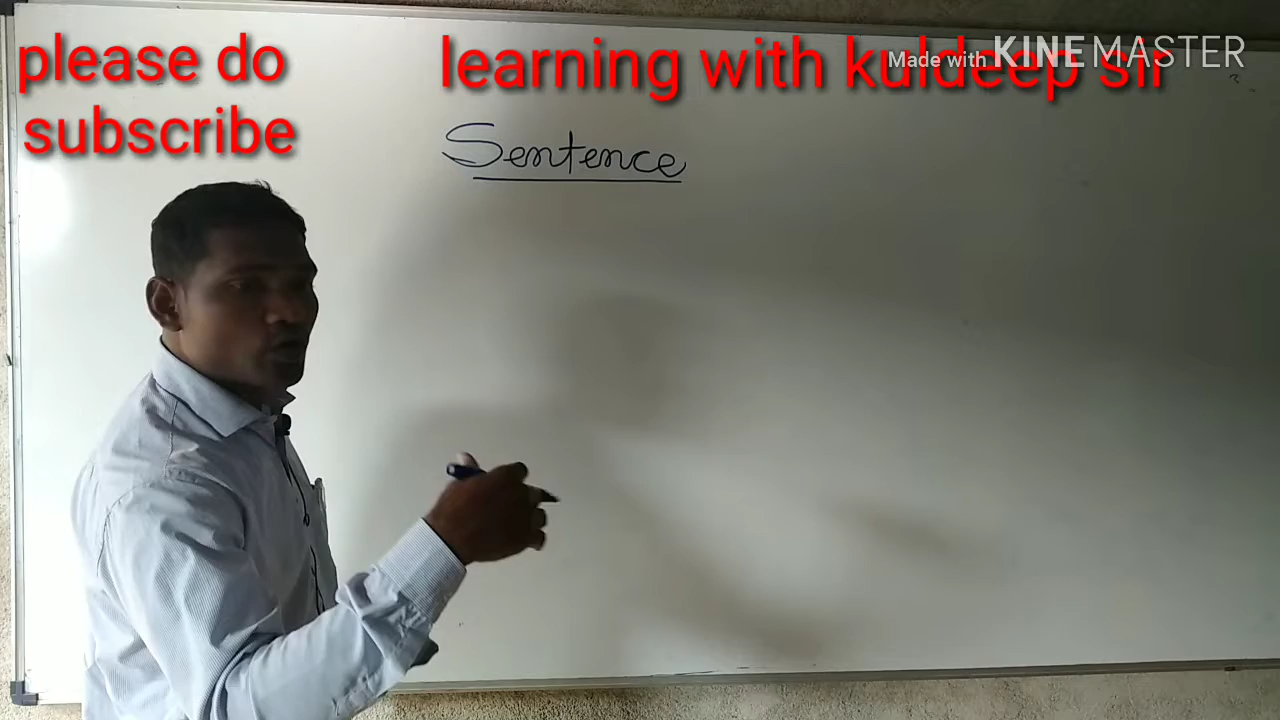 please do
subscribe
learning with kuldeep sir
Made with KINEMASTER
Sentence